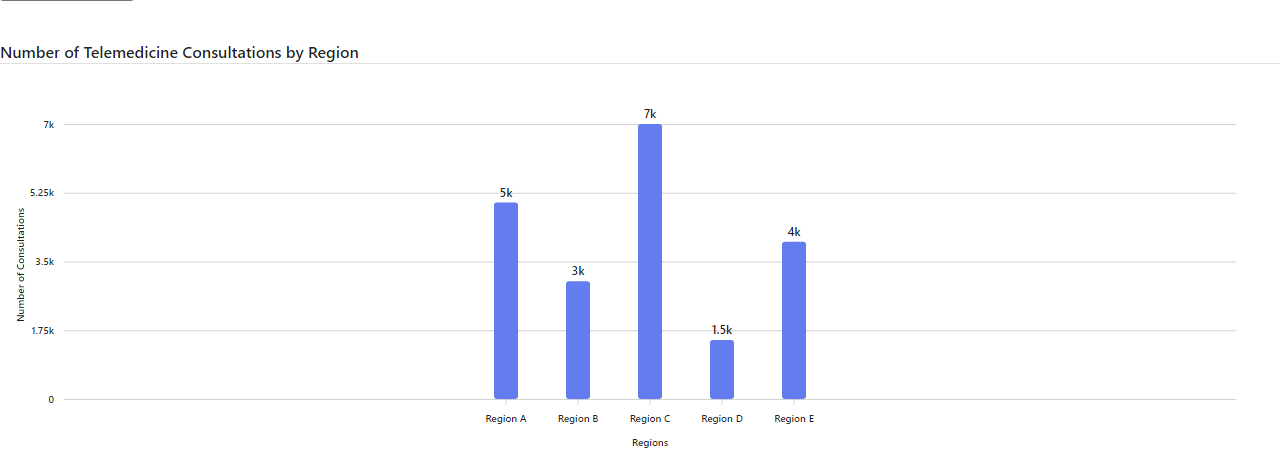 Number of Telemedicine Consultations by Region
7k
5.25k
3.5k
1.75k
0
Number of Consultations
5k
3k
7k
1.5k
4k
Region A
Region B
Region C
Region D
Region E
Regions